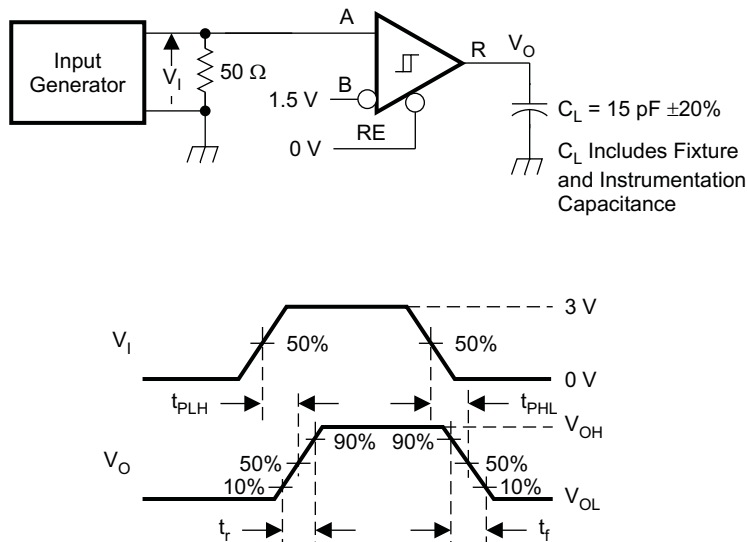 Input
Generator
V_I
50 Ω
A
B
1.5 V
RE
0 V
R
V_O
C_L = 15 pF ±20%
C_L Includes Fixture
and Instrumentation
Capacitance
3 V
V_I
50%
50%
0 V
t_PLH
t_PHL
V_OH
90%
90%
V_O
50%
50%
10%
10%
V_OL
t_r
t_f